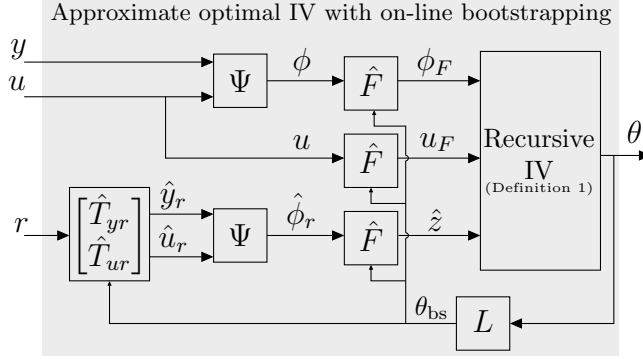 Approximate optimal IV with on-line bootstrapping
y
u
Ψ
ϕ
F̂
ϕ_F
u
F̂
u_F
Recursive
IV
(Definition 1)
θ
r
[T̂_yr
T̂_ur]
ŷ_r
û_r
Ψ
ϕ̂_r
F̂
ẑ
θ_bs
L